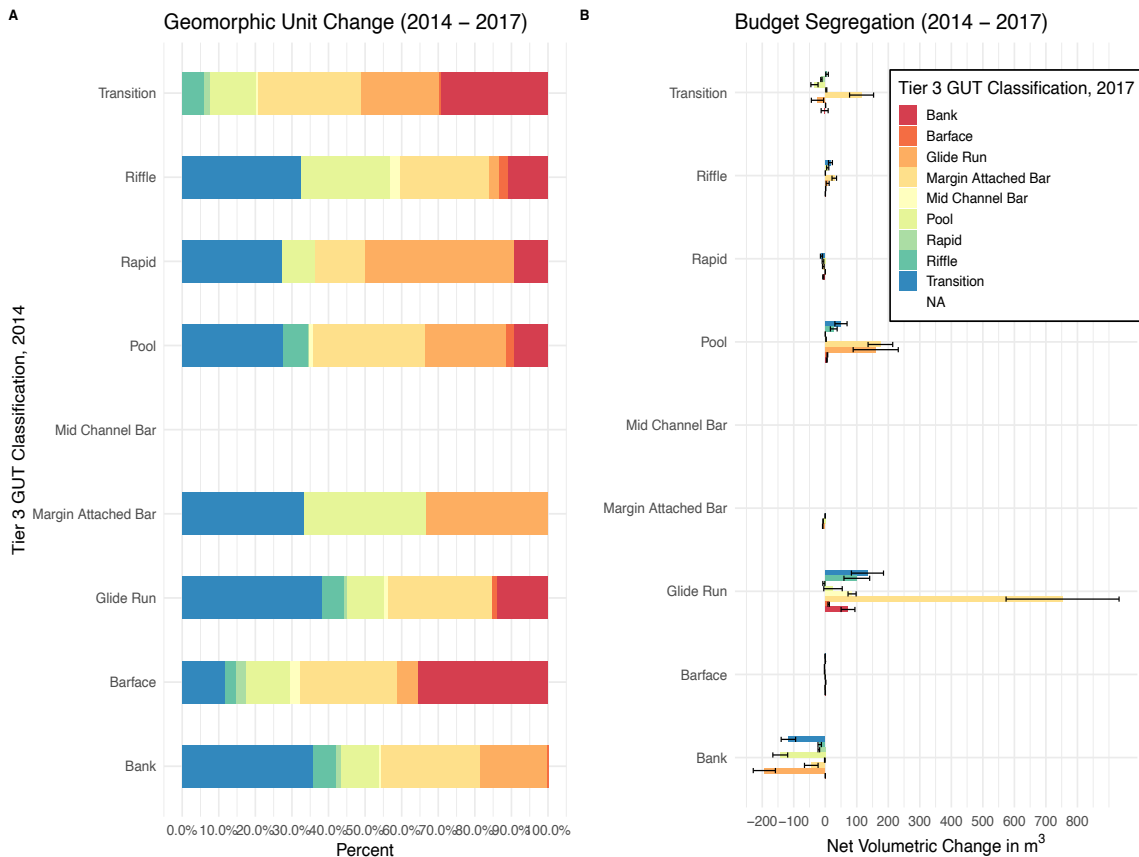 A
Geomorphic Unit Change (2014 − 2017)
Tier 3 GUT Classification, 2014
Transition
Riffle
Rapid
Pool
Mid Channel Bar
Margin Attached Bar
Glide Run
Barface
Bank
0.0% 10.0% 20.0% 30.0% 40.0% 50.0% 60.0% 70.0% 80.0% 90.0% 100.0%
Percent
B
Budget Segregation (2014 − 2017)
Transition
Riffle
Rapid
Pool
Mid Channel Bar
Margin Attached Bar
Glide Run
Barface
Bank
−200 −100 0 100 200 300 400 500 600 700 800
Net Volumetric Change in m³
Tier 3 GUT Classification, 2017
Bank
Barface
Glide Run
Margin Attached Bar
Mid Channel Bar
Pool
Rapid
Riffle
Transition
NA